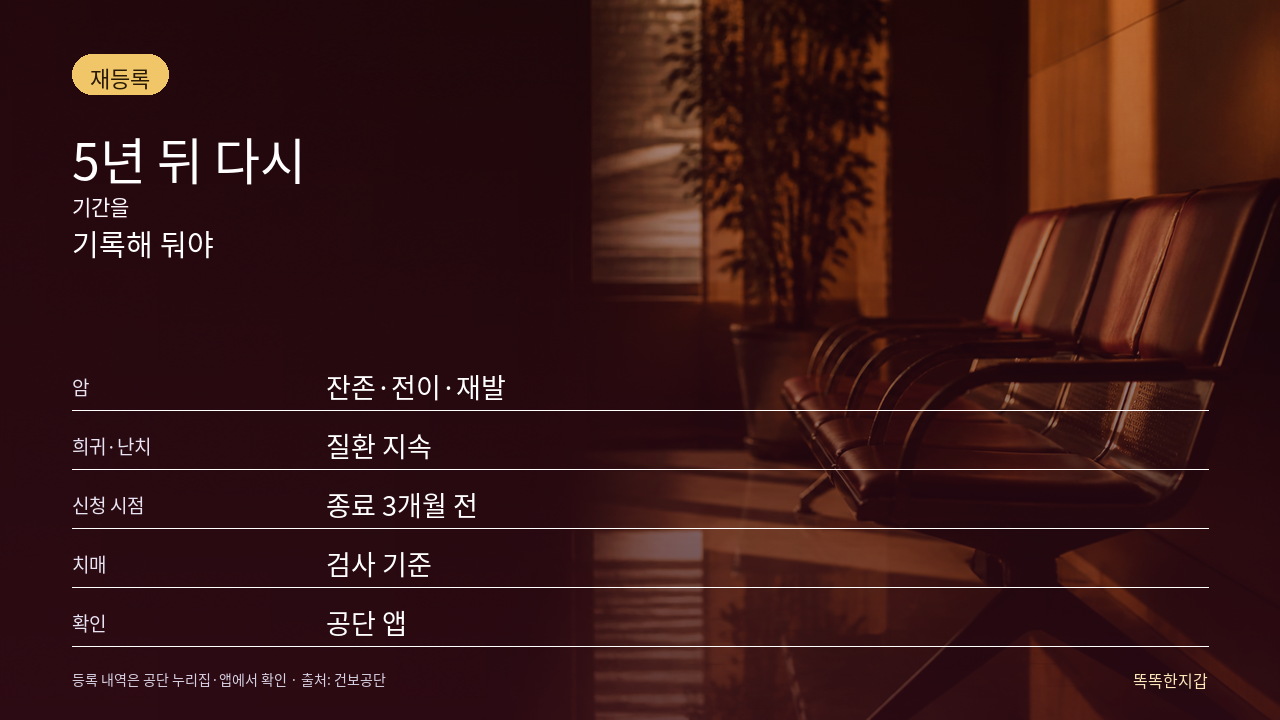 재등록
5년 뒤 다시
기간을
기록해 둬야
암 잔존·전이·재발
희귀·난치 질환 지속
신청 시점 종료 3개월 전
치매 검사 기준
확인 공단 앱
등록 내역은 공단 누리집·앱에서 확인 · 출처: 건보공단
똑똑한지갑